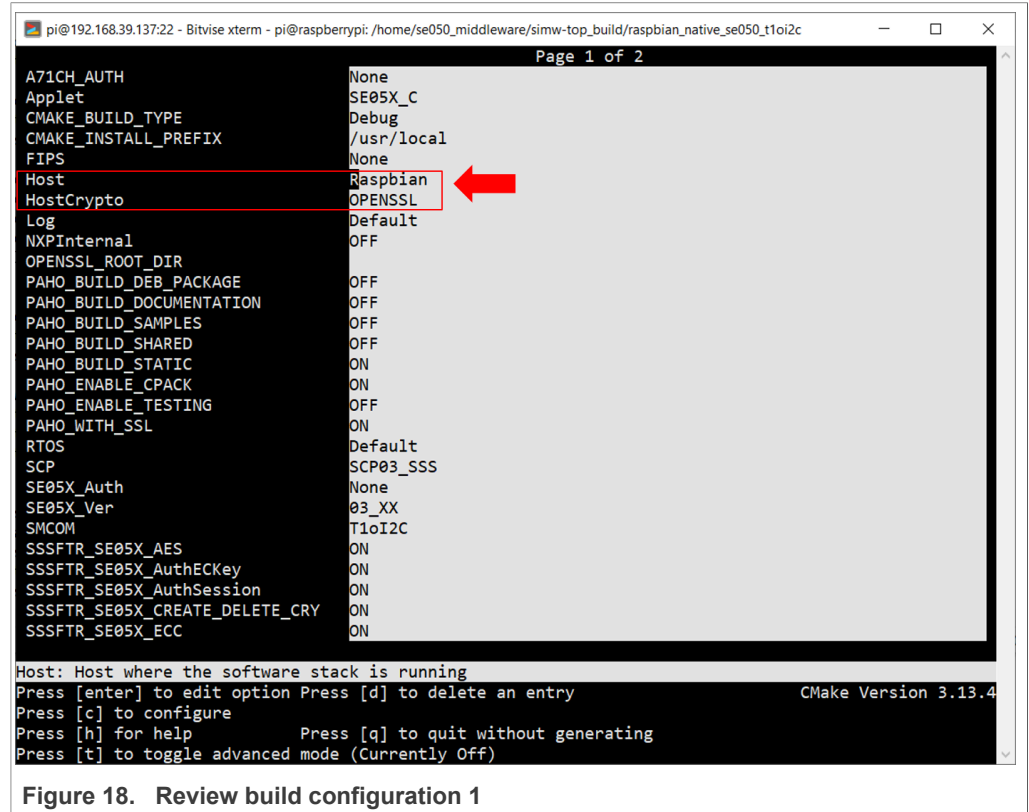 pi@192.168.39.137:22 - Bitvise xterm - pi@raspberrypi: /home/se050_middleware/simw-top_build/raspbian_native_se050_t1oi2c
Page 1 of 2
A71CH_AUTH None
Applet SE05X_C
CMAKE_BUILD_TYPE Debug
CMAKE_INSTALL_PREFIX /usr/local
FIPS None
Host Raspbian
HostCrypto OPENSSL
Log Default
NXPInternal OFF
OPENSSL_ROOT_DIR
PAHO_BUILD_DEB_PACKAGE OFF
PAHO_BUILD_DOCUMENTATION OFF
PAHO_BUILD_SAMPLES OFF
PAHO_BUILD_SHARED OFF
PAHO_BUILD_STATIC ON
PAHO_ENABLE_CPACK ON
PAHO_ENABLE_TESTING OFF
PAHO_WITH_SSL ON
RTOS Default
SCP SCP03_SSS
SE05X_Auth None
SE05X_Ver 03_XX
SMCOM T1oI2C
SSSFTR_SE05X_AES ON
SSSFTR_SE05X_AuthECKey ON
SSSFTR_SE05X_AuthSession ON
SSSFTR_SE05X_CREATE_DELETE_CRY ON
SSSFTR_SE05X_ECC ON
Host: Host where the software stack is running
Press [enter] to edit option Press [d] to delete an entry CMake Version 3.13.4
Press [c] to configure
Press [h] for help Press [q] to quit without generating
Press [t] to toggle advanced mode (Currently Off)
Figure 18. Review build configuration 1